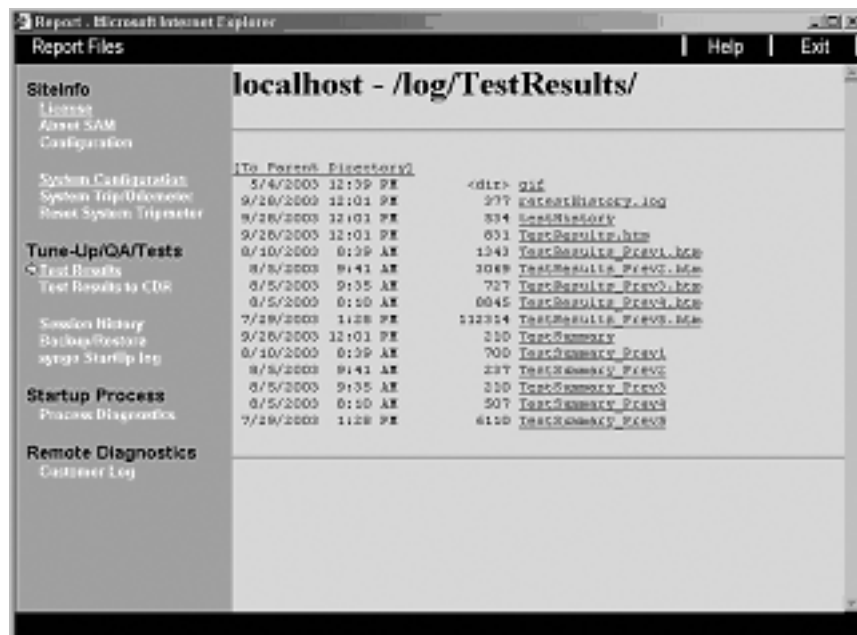 Report - Microsoft Internet Explorer
Report Files
Help
Exit
SiteInfo
License
About SAM
Configuration
System Configuration
System Trip/Odometer
Reset System Tripmeter
Tune-Up/QA/Tests
Test Results
Test Results to CDR
Session History
Backup/Restore
syngo StartUp log
Startup Process
Process Diagnostics
Remote Diagnostics
Customer Log
localhost - /log/TestResults/
[To Parent Directory]
5/4/2003 12:39 PM <dir> gif
9/28/2003 12:01 PM 377 ratestHistory.log
9/28/2003 12:01 PM 834 testHistory
9/28/2003 12:01 PM 831 TestResults.htm
8/10/2003 8:39 AM 1343 TestResults_Prev1.htm
8/5/2003 9:41 AM TestResults_Prev2.htm
8/5/2003 9:35 AM 727 TestResults_Prev3.htm
8/5/2003 8:10 AM 8845 TestResults_Prev4.htm
7/29/2003 1:28 PM 112314 TestResults_Prev5.htm
9/28/2003 12:01 PM 210 TestSummary
8/10/2003 8:39 AM 700 TestSummary_Prev1
8/5/2003 9:41 AM 237 TestSummary_Prev2
8/5/2003 9:35 AM 210 TestSummary_Prev3
8/5/2003 8:10 AM 507 TestSummary_Prev4
7/29/2003 1:28 PM 6110 TestSummary_Prev5